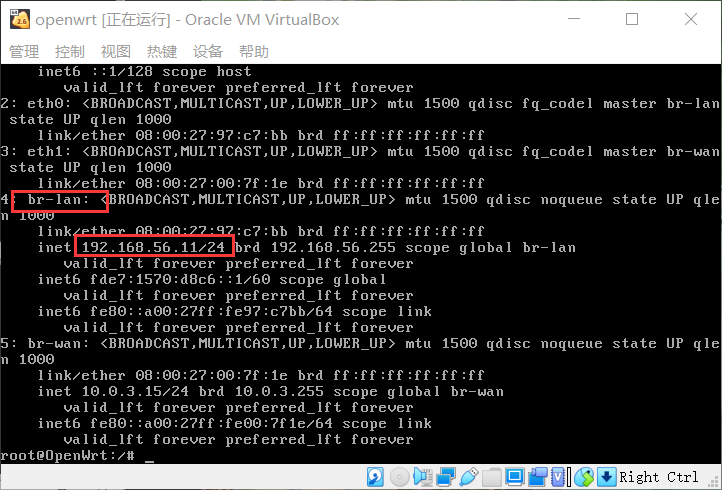 openwrt [正在运行] - Oracle VM VirtualBox
管理 控制 视图 热键 设备 帮助
inet6 ::1/128 scope host
valid_lft forever preferred_lft forever
2: eth0: <BROADCAST,MULTICAST,UP,LOWER_UP> mtu 1500 qdisc fq_codel master br-lan
state UP qlen 1000
link/ether 08:00:27:97:c7:bb brd ff:ff:ff:ff:ff:ff
3: eth1: <BROADCAST,MULTICAST,UP,LOWER_UP> mtu 1500 qdisc fq_codel master br-wan
state UP qlen 1000
link/ether 08:00:27:00:7f:1e brd ff:ff:ff:ff:ff:ff
4: br-lan: <BROADCAST,MULTICAST,UP,LOWER_UP> mtu 1500 qdisc noqueue state UP qle
n 1000
link/ether 08:00:27:97:c7:bb brd ff:ff:ff:ff:ff:ff
inet 192.168.56.11/24 brd 192.168.56.255 scope global br-lan
valid_lft forever preferred_lft forever
inet6 fde7:1570:d8c6::1/60 scope global
valid_lft forever preferred_lft forever
inet6 fe80::a00:27ff:fe97:c7bb/64 scope link
valid_lft forever preferred_lft forever
5: br-wan: <BROADCAST,MULTICAST,UP,LOWER_UP> mtu 1500 qdisc noqueue state UP qle
n 1000
link/ether 08:00:27:00:7f:1e brd ff:ff:ff:ff:ff:ff
inet 10.0.3.15/24 brd 10.0.3.255 scope global br-wan
valid_lft forever preferred_lft forever
inet6 fe80::a00:27ff:fe00:7f1e/64 scope link
valid_lft forever preferred_lft forever
root@OpenWrt:/# _
Right Ctrl